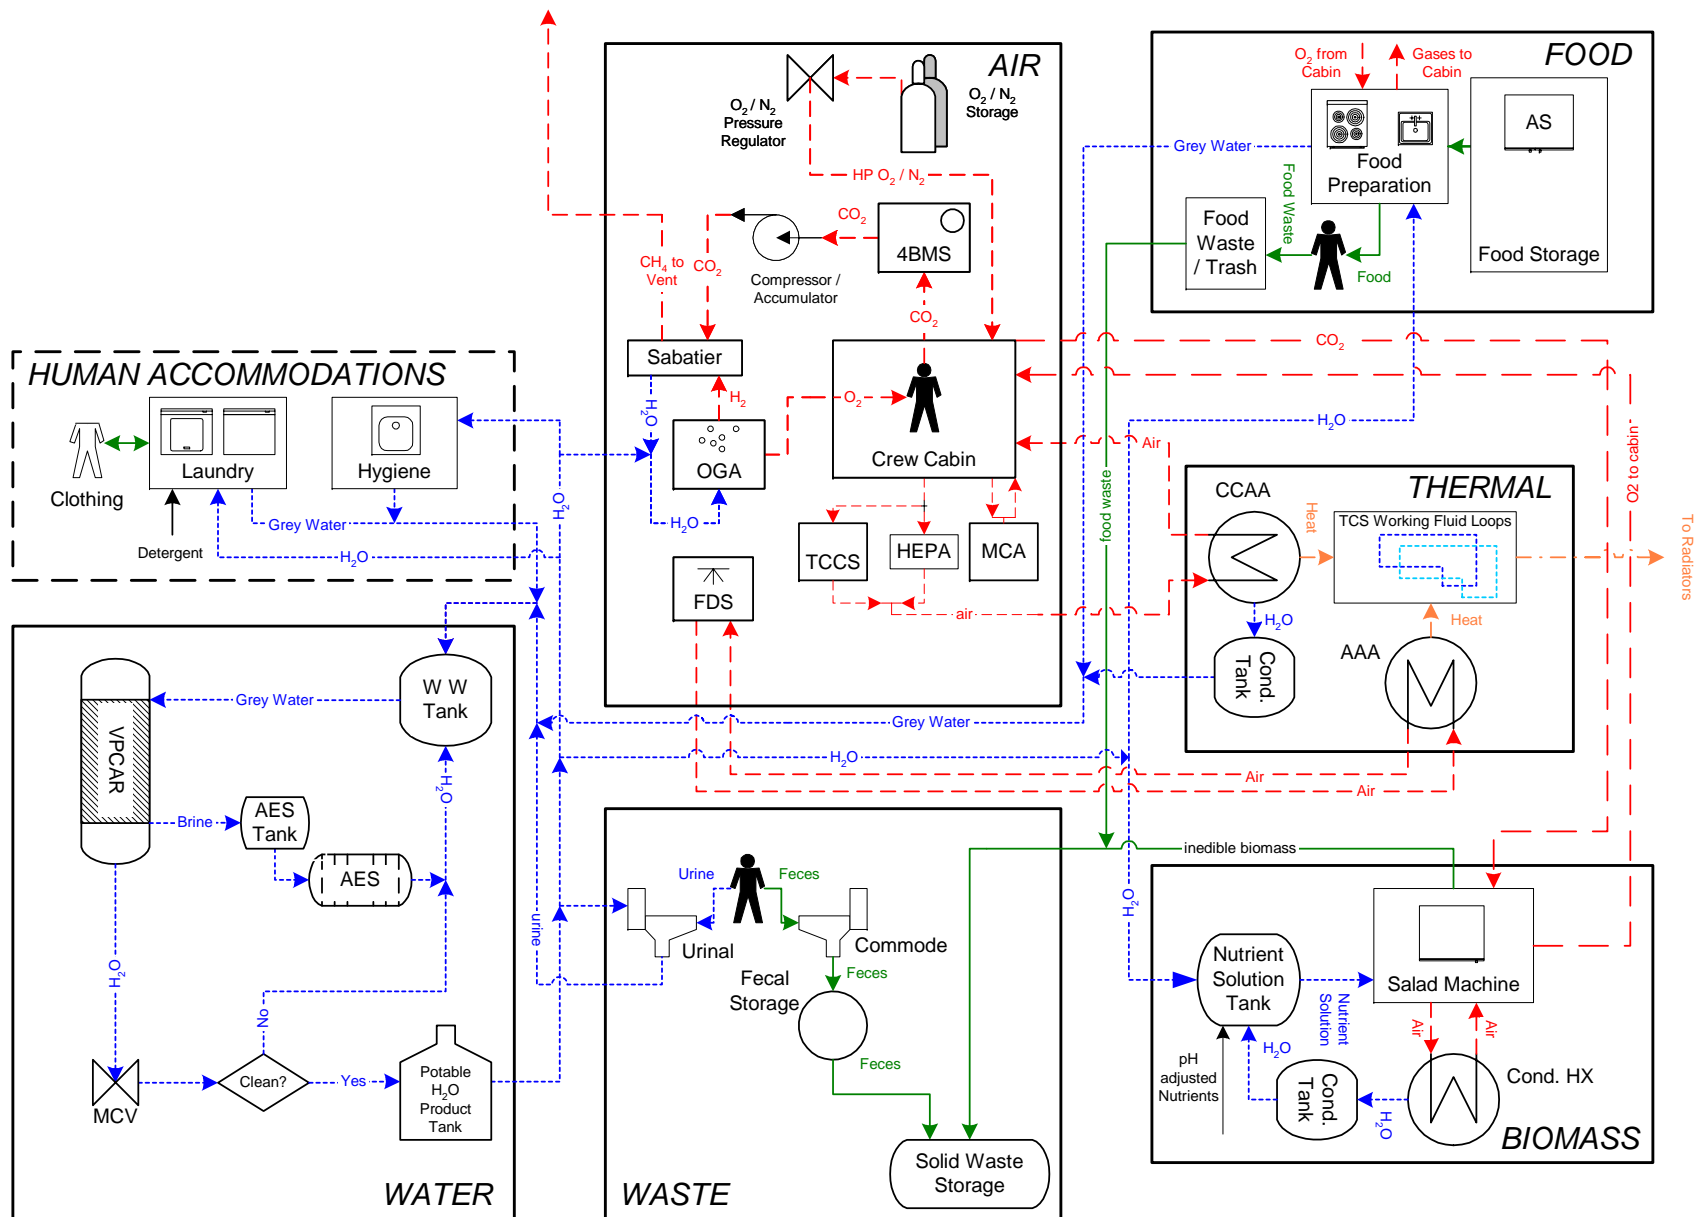 AIR
O2 / N2
Pressure
Regulator
O2 / N2
Storage
HP O2 / N2
CO2
4BMS
Compressor /
Accumulator
CH4 to
Vent
CO2
CO2
Sabatier
H2O
H2
O2
OGA
H2O
Crew Cabin
TCCS
HEPA
MCA
FDS
air
FOOD
O2 from
Cabin
Gases to
Cabin
AS
Food
Preparation
Food Storage
Grey Water
Food Waste
Food
Waste
/ Trash
Food
CO2
H2O
O2 to cabin
Air
food waste
HUMAN ACCOMMODATIONS
Clothing
Laundry
Hygiene
Detergent
Grey Water
H2O
H2O
THERMAL
CCAA
TCS Working Fluid Loops
Heat
To Radiators
H2O
Cond.
Tank
AAA
Heat
Grey Water
H2O
Air
Air
WATER
VPCAR
Grey Water
W W
Tank
Brine
AES
Tank
AES
H2O
H2O
urine
No
MCV
Clean?
Yes
Potable
H2O
Product
Tank
WASTE
Urine
Feces
Urinal
Commode
Fecal
Storage
Feces
Feces
Solid Waste
Storage
inedible biomass
BIOMASS
H2O
Nutrient
Solution
Tank
Nutrient
Solution
Salad Machine
Air
Air
pH
adjusted
Nutrients
H2O
Cond.
Tank
H2O
Cond. HX